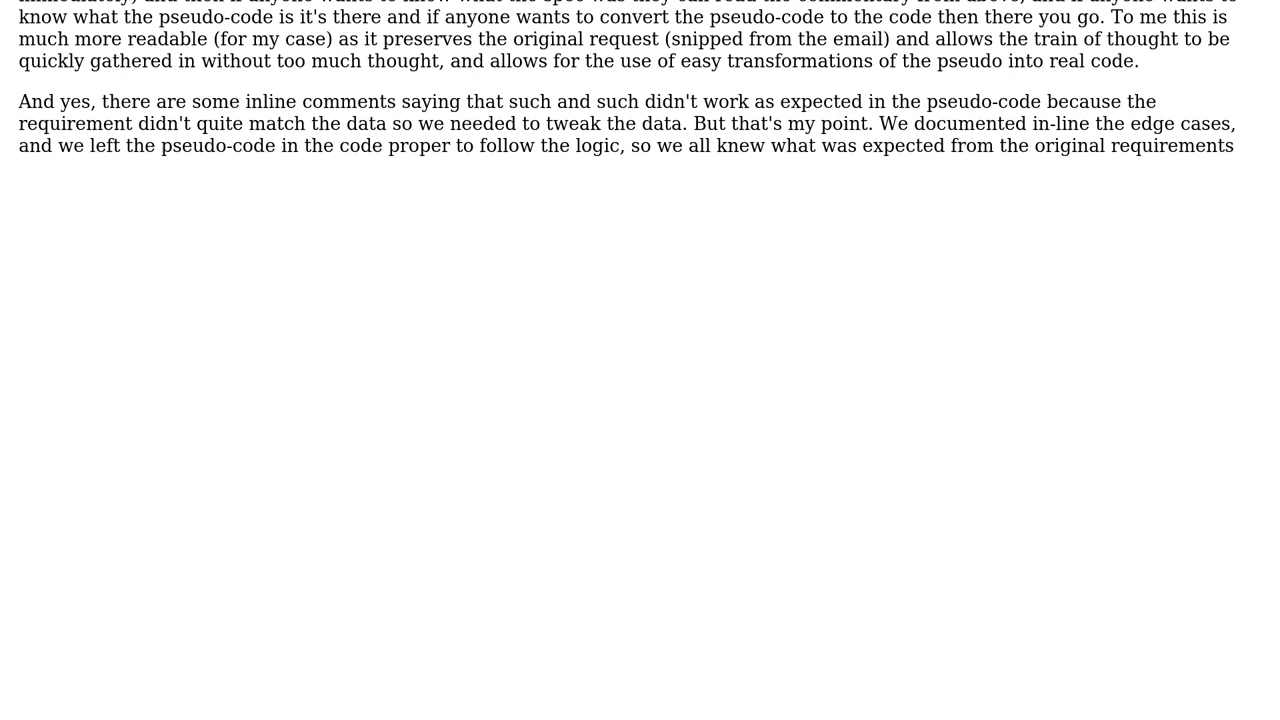 know what the pseudo-code is it's there and if anyone wants to convert the pseudo-code to the code then there you go. To me this is
much more readable (for my case) as it preserves the original request (snipped from the email) and allows the train of thought to be
quickly gathered in without too much thought, and allows for the use of easy transformations of the pseudo into real code.
And yes, there are some inline comments saying that such and such didn't work as expected in the pseudo-code because the
requirement didn't quite match the data so we needed to tweak the data. But that's my point. We documented in-line the edge cases,
and we left the pseudo-code in the code proper to follow the logic, so we all knew what was expected from the original requirements